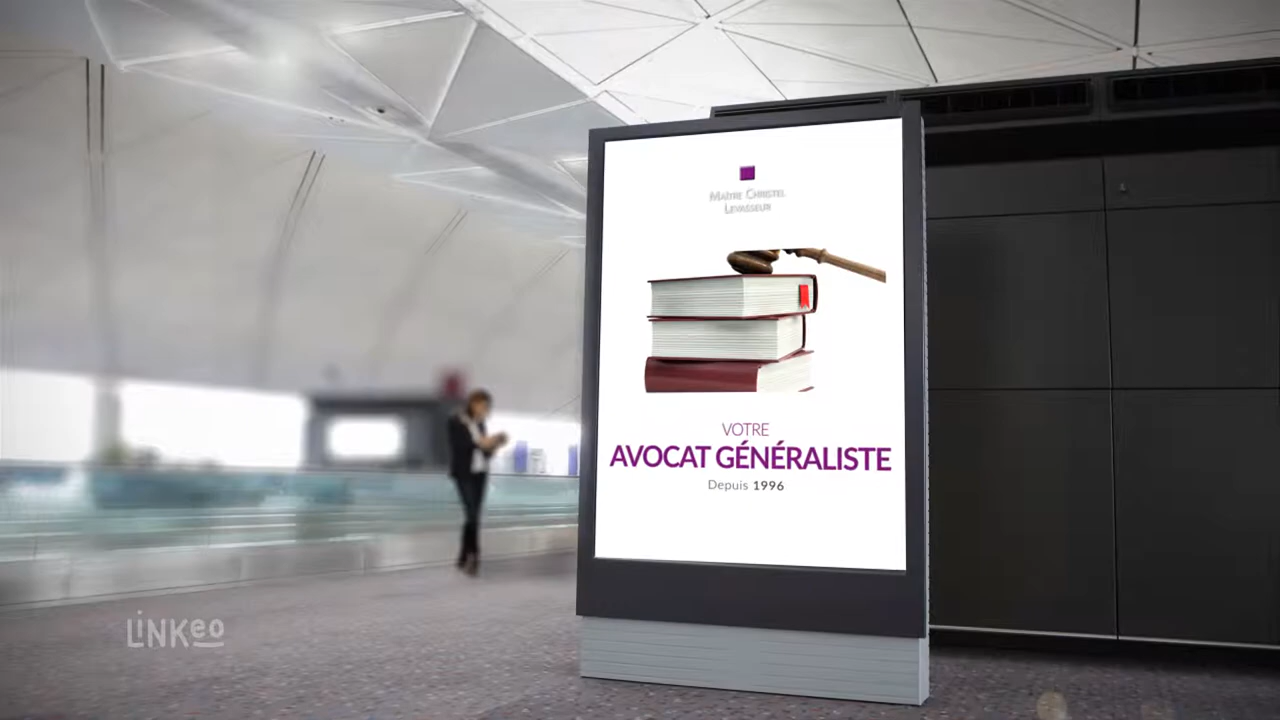 MAÎTRE CHRISTEL
LEVASSEUR
VOTRE
AVOCAT GÉNÉRALISTE
Depuis 1996
LiNKeo